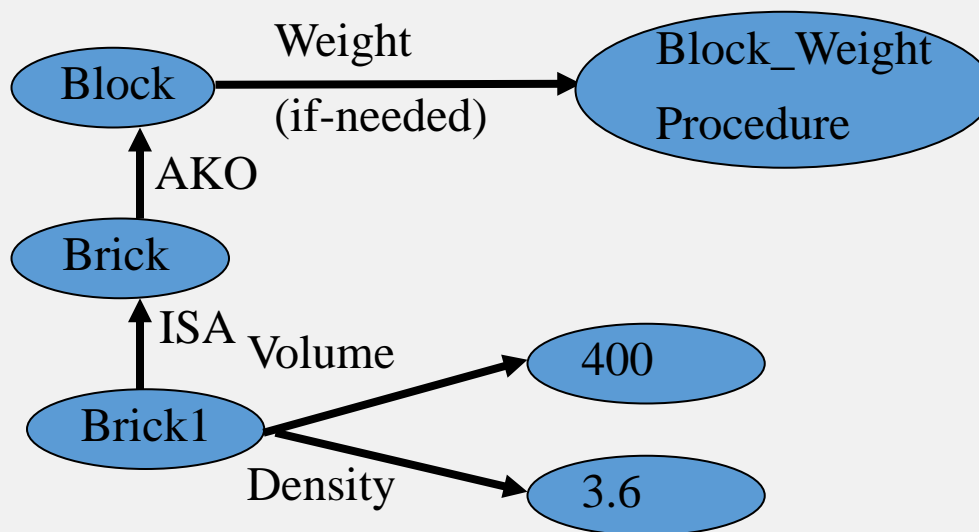 Weight
Block
(if-needed)
Block_Weight
Procedure
AKO
Brick
ISA
Volume
400
Brick1
Density
3.6